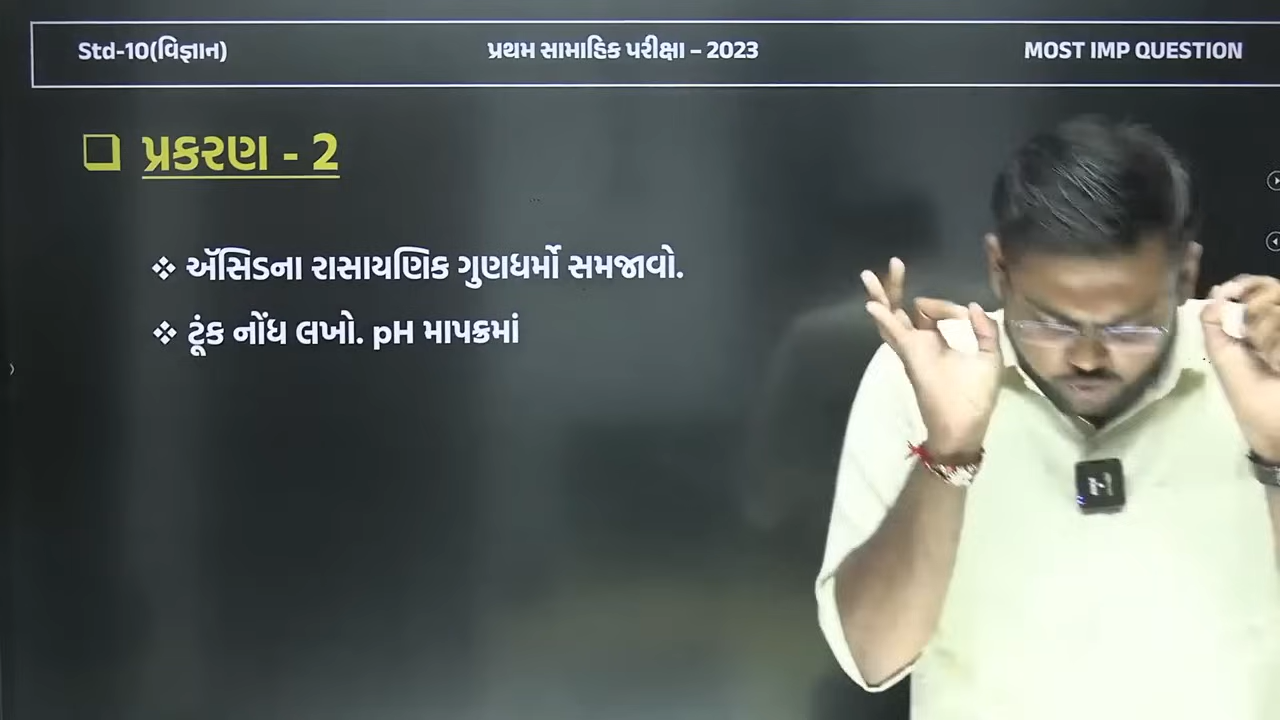 Std-10(વિજ્ઞાન) પ્રથમ સામાહિક પરીક્ષા – 2023 MOST IMP QUESTION
પ્રકરણ - 2
ઍસિડના રાસાયણિક ગુણધર્મો સમજાવો.
ટૂંક નોંધ લખો. pH માપક્રમાં